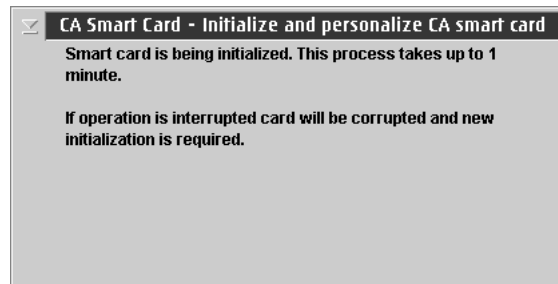 CA Smart Card - Initialize and personalize CA smart card
Smart card is being initialized. This process takes up to 1
minute.
If operation is interrupted card will be corrupted and new
initialization is required.